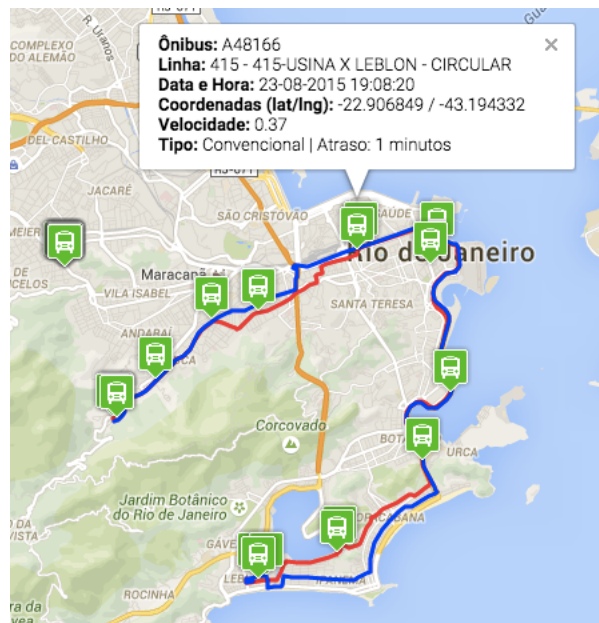 Ônibus: A48166
Linha: 415 - 415-USINA X LEBLON - CIRCULAR
Data e Hora: 23-08-2015 19:08:20
Coordenadas (lat/lng): -22.906849 / -43.194332
Velocidade: 0.37
Tipo: Convencional | Atraso: 1 minutos
COMPLEXO
DO ALEMÃO
R. Uranos
DEL CASTILHO
MEIER
JACARÉ
SÃO CRISTÓVÃO
SAÚDE
Rio de Janeiro
Maracanã
VILA ISABEL
SANTA TERESA
ANDARAÍ
Corcovado
URCA
Jardim Botânico
do Rio de Janeiro
IPANEMA
ROCINHA